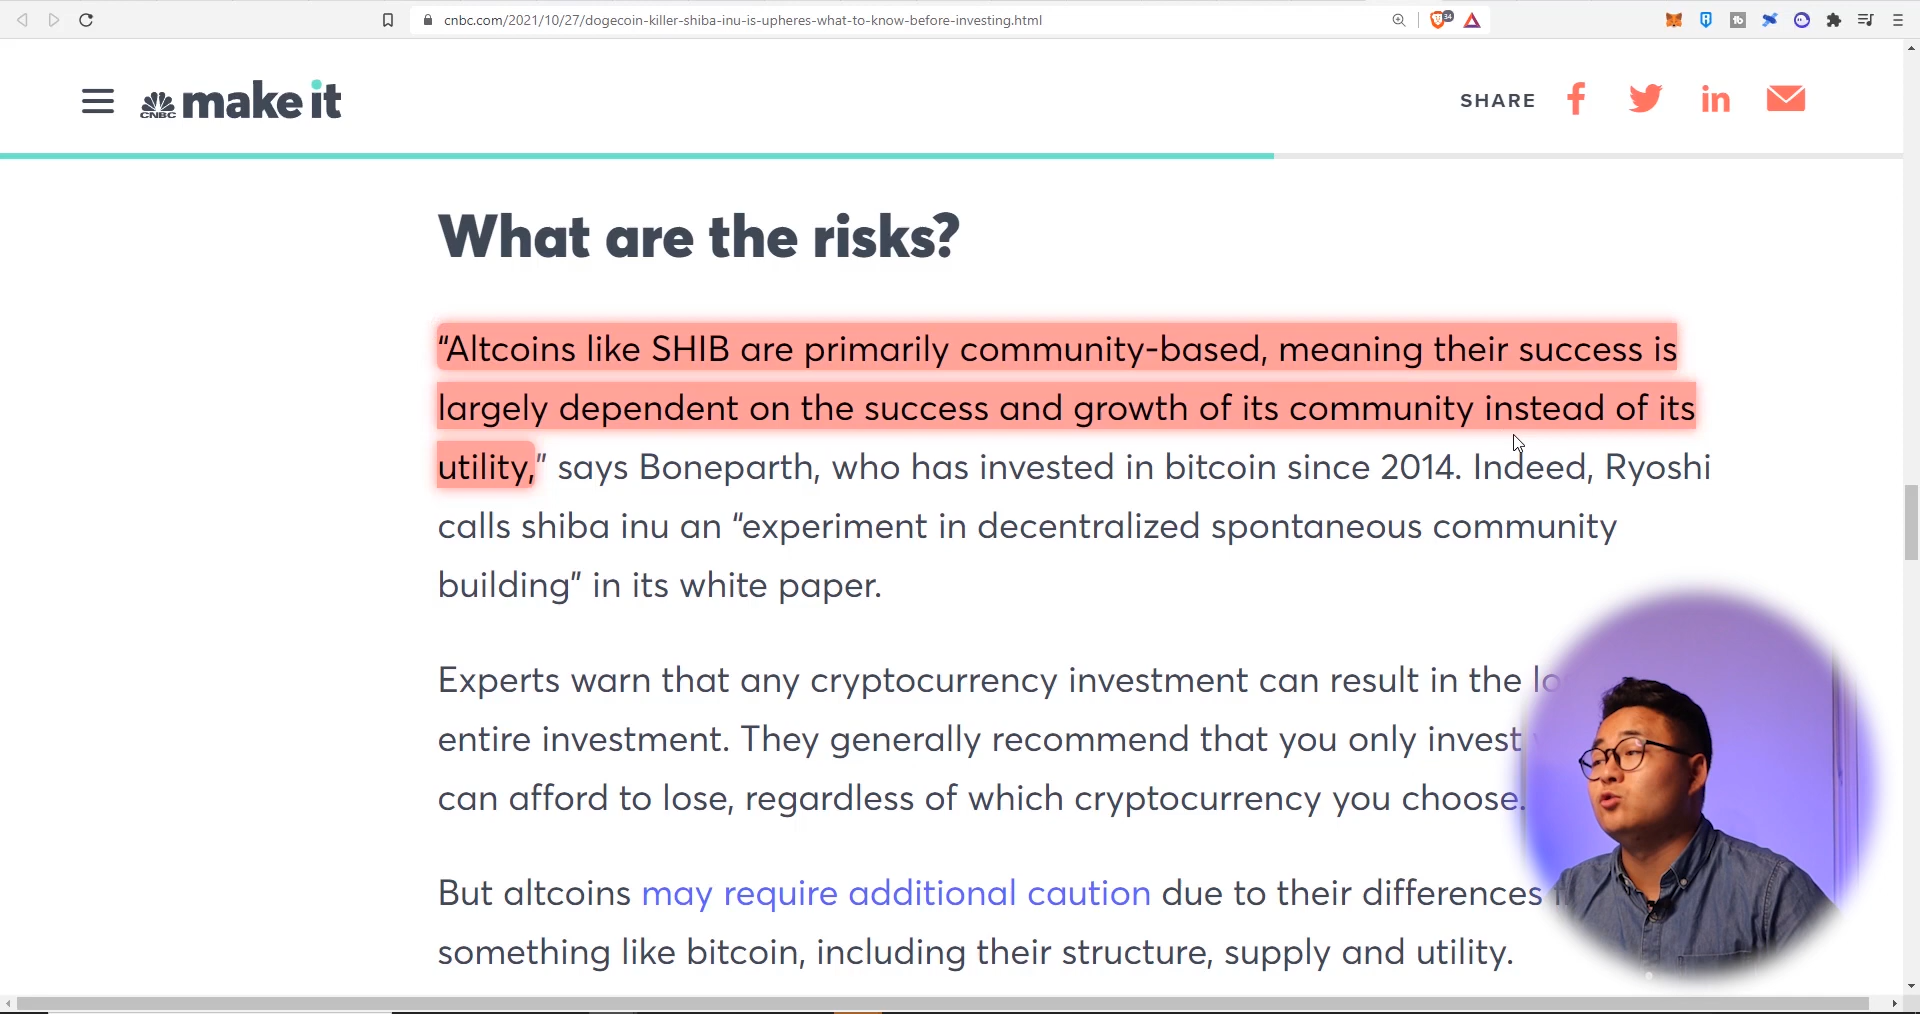 cnbc.com/2021/10/27/dogecoin-killer-shiba-inu-is-upheres-what-to-know-before-investing.html
34
CNBC make it
SHARE
What are the risks?
“Altcoins like SHIB are primarily community-based, meaning their success is
largely dependent on the success and growth of its community instead of its
utility,” says Boneparth, who has invested in bitcoin since 2014. Indeed, Ryoshi
calls shiba inu an “experiment in decentralized spontaneous community
building” in its white paper.
Experts warn that any cryptocurrency investment can result in the
entire investment. They generally recommend that you only invest
can afford to lose, regardless of which cryptocurrency you choose.
But altcoins may require additional caution due to their differences
something like bitcoin, including their structure, supply and utility.